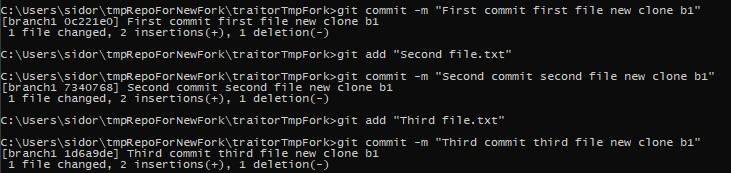 C:\Users\sidor\tmpRepoForNewFork\traitorTmpFork>git commit -m "First commit first file new clone b1"
[branch1 0c221e0] First commit first file new clone b1
 1 file changed, 2 insertions(+), 1 deletion(-)
C:\Users\sidor\tmpRepoForNewFork\traitorTmpFork>git add "Second file.txt"
C:\Users\sidor\tmpRepoForNewFork\traitorTmpFork>git commit -m "Second commit second file new clone b1"
[branch1 7340768] Second commit second file new clone b1
 1 file changed, 2 insertions(+), 1 deletion(-)
C:\Users\sidor\tmpRepoForNewFork\traitorTmpFork>git add "Third file.txt"
C:\Users\sidor\tmpRepoForNewFork\traitorTmpFork>git commit -m "Third commit third file new clone b1"
[branch1 1d6a9de] Third commit third file new clone b1
 1 file changed, 2 insertions(+), 1 deletion(-)